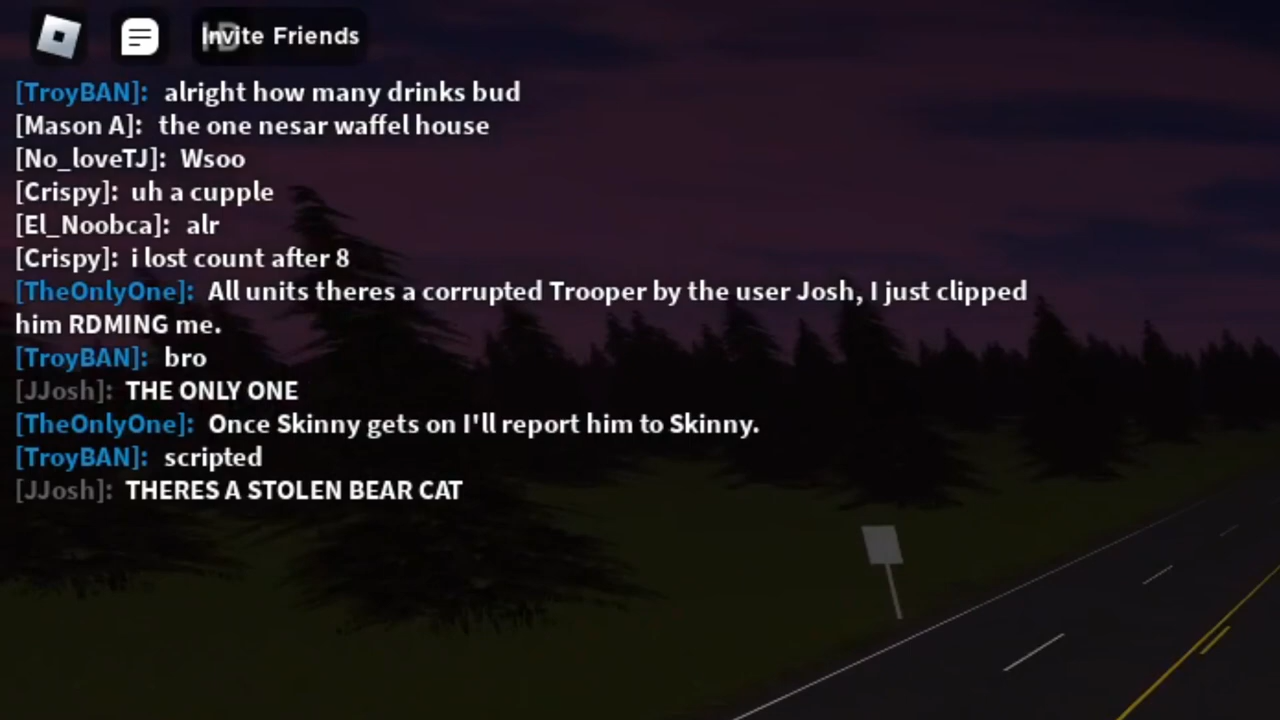 Invite Friends
[TroyBAN]: alright how many drinks bud
[Mason A]: the one nesar waffel house
[No_loveTJ]: Wsoo
[Crispy]: uh a cupple
[El_Noobca]: alr
[Crispy]: i lost count after 8
[TheOnlyOne]: All units theres a corrupted Trooper by the user Josh, I just clipped
him RDMING me.
[TroyBAN]: bro
[JJosh]: THE ONLY ONE
[TheOnlyOne]: Once Skinny gets on I'll report him to Skinny.
[TroyBAN]: scripted
[JJosh]: THERES A STOLEN BEAR CAT